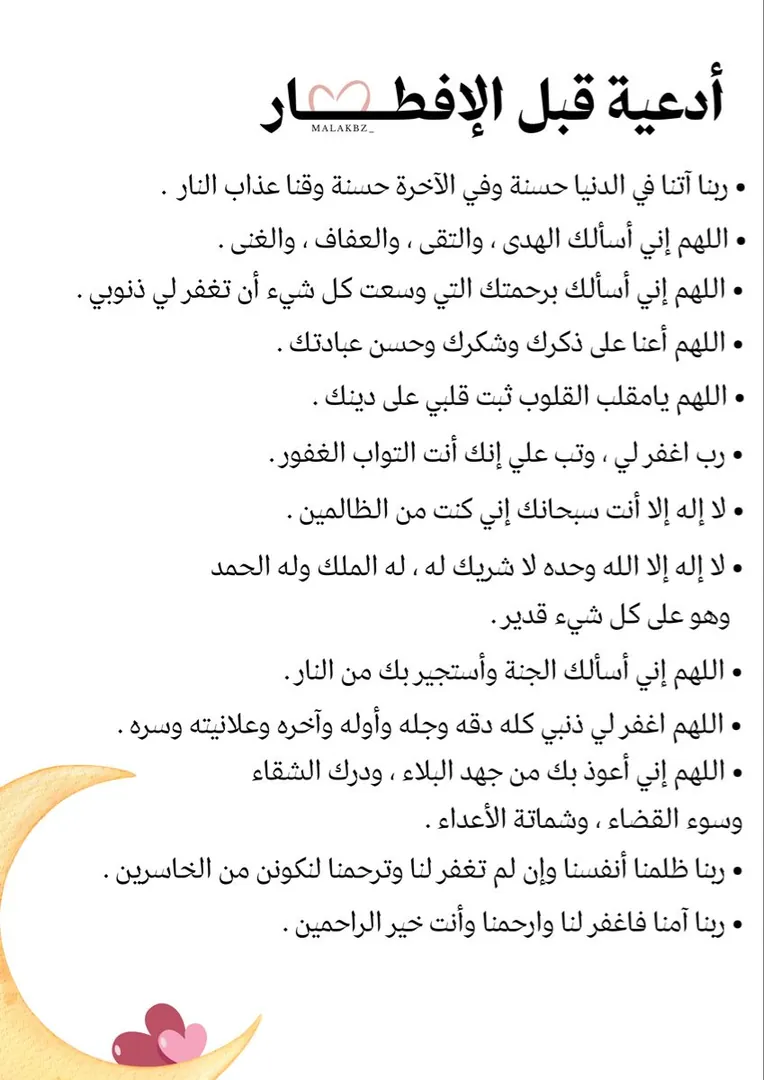 أدعية قبل الإفطـــار
MALAKBZ_
• ربنا آتنا في الدنيا حسنة وفي الآخرة حسنة وقنا عذاب النار .
• اللهم إني أسألك الهدى ، والتقى ، والعفاف ، والغنى .
• اللهم إني أسألك برحمتك التي وسعت كل شيء أن تغفر لي ذنوبي .
• اللهم أعنا على ذكرك وشكرك وحسن عبادتك .
• اللهم يامقلب القلوب ثبت قلبي على دينك .
• رب اغفر لي ، وتب علي إنك أنت التواب الغفور .
• لا إله إلا أنت سبحانك إني كنت من الظالمين .
• لا إله إلا الله وحده لا شريك له ، له الملك وله الحمد
وهو على كل شيء قدير .
• اللهم إني أسألك الجنة وأستجير بك من النار .
• اللهم اغفر لي ذنبي كله دقه وجله وأوله وآخره وعلانيته وسره .
• اللهم إني أعوذ بك من جهد البلاء ، ودرك الشقاء
وسوء القضاء ، وشماتة الأعداء .
• ربنا ظلمنا أنفسنا وإن لم تغفر لنا وترحمنا لنكونن من الخاسرين .
• ربنا آمنا فاغفر لنا وارحمنا وأنت خير الراحمين .